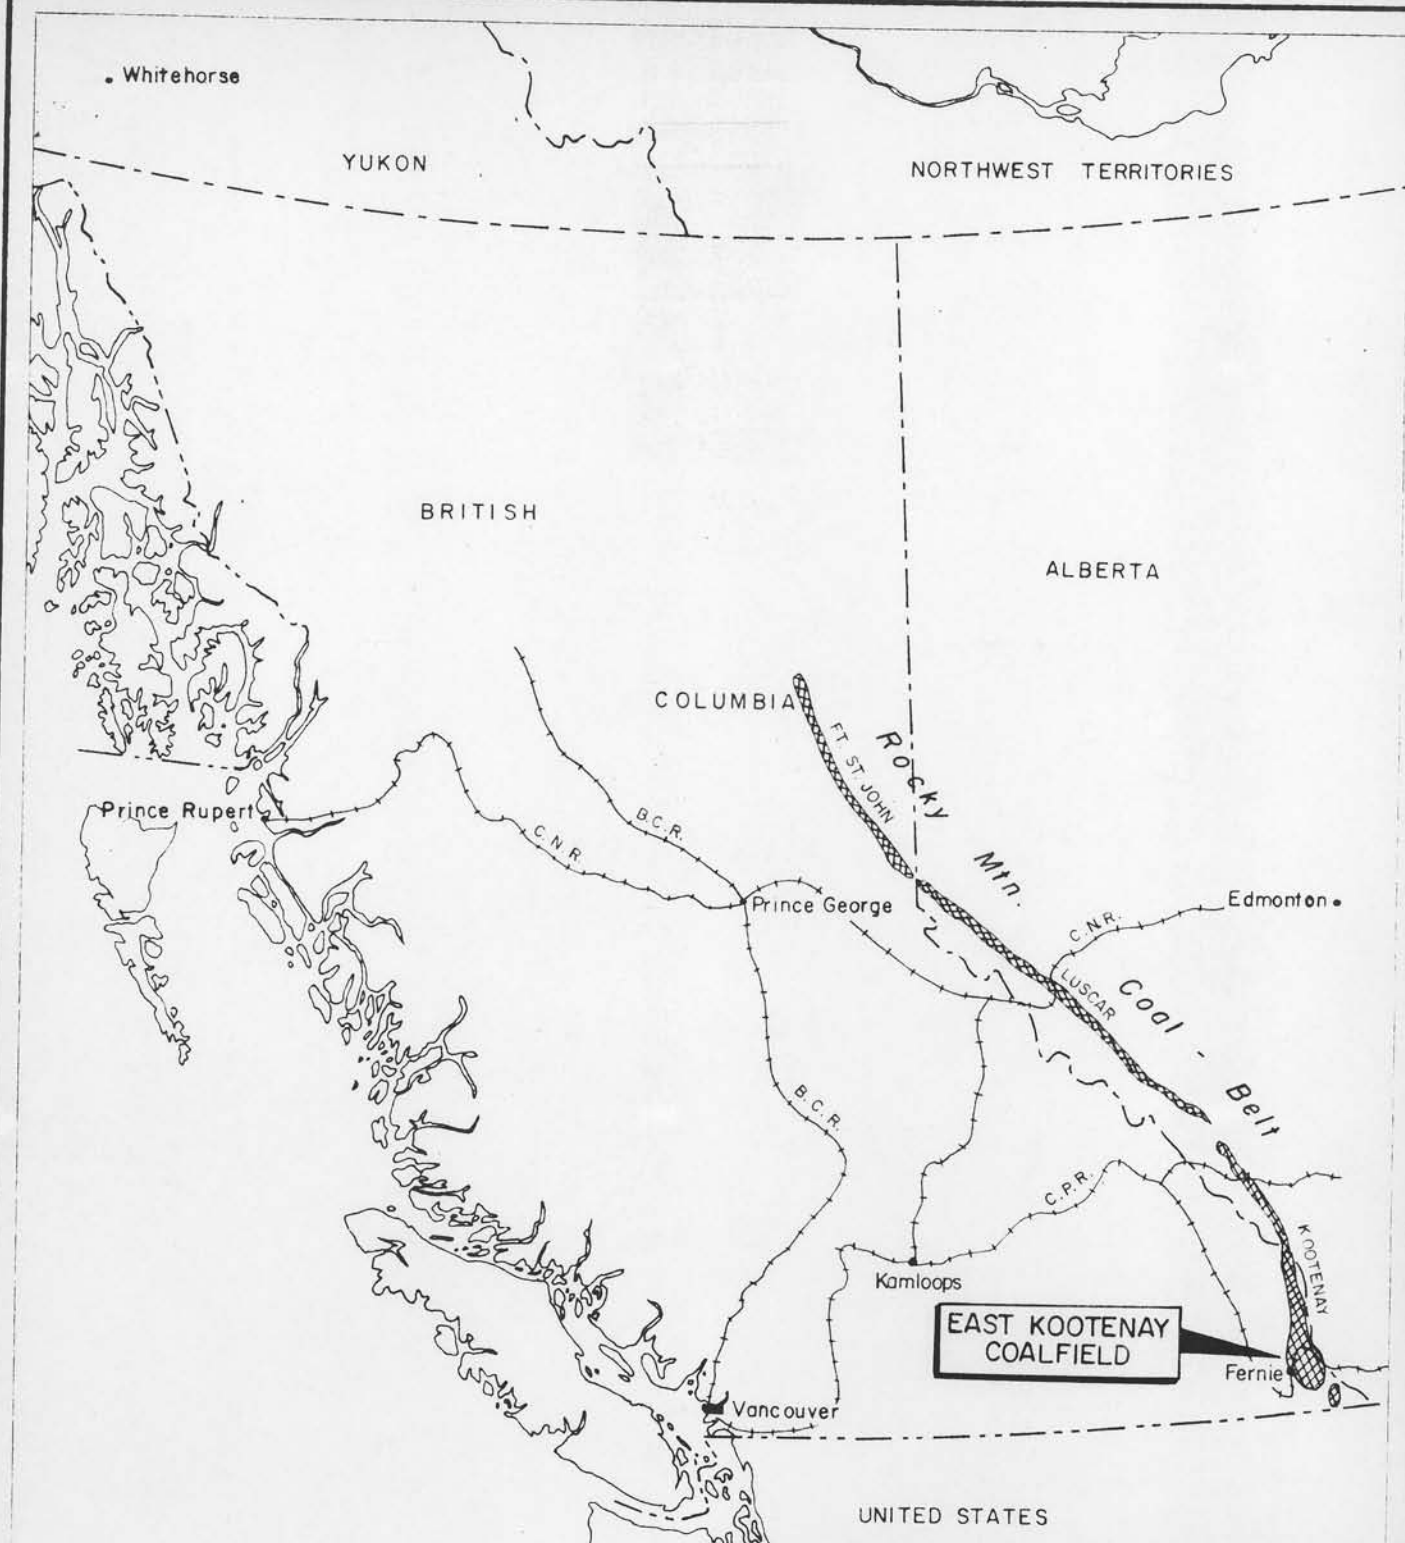 Whitehorse
YUKON
NORTHWEST TERRITORIES
BRITISH
ALBERTA
COLUMBIA
FT. ST. JOHN
Rocky
Mtn.
Coal -
Belt
Prince Rupert
C.N.R.
B.C.R.
Prince George
Edmonton
C.N.R.
LUSCAR
B.C.R.
C.P.R.
KOOTENAY
Kamloops
EAST KOOTENAY
COALFIELD
Fernie
Vancouver
UNITED STATES